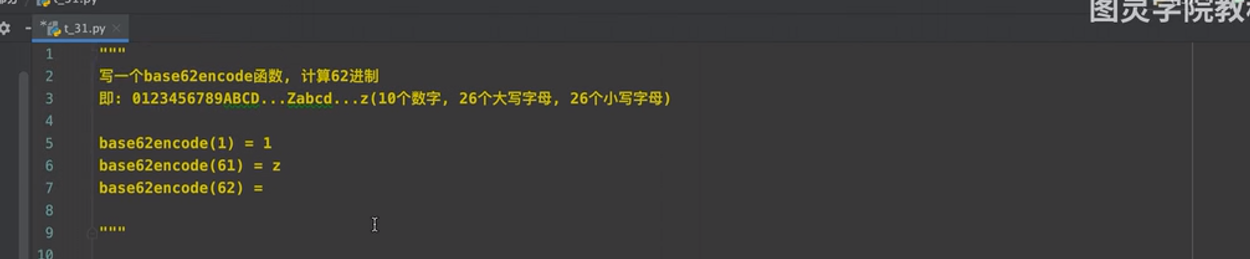 图灵学院教
t_31.py
t_31.py
1 """
2 写一个base62encode函数, 计算62进制
3 即: 0123456789ABCD...Zabcd...z(10个数字, 26个大写字母, 26个小写字母)
4
5 base62encode(1) = 1
6 base62encode(61) = z
7 base62encode(62) =
8
9 """
10